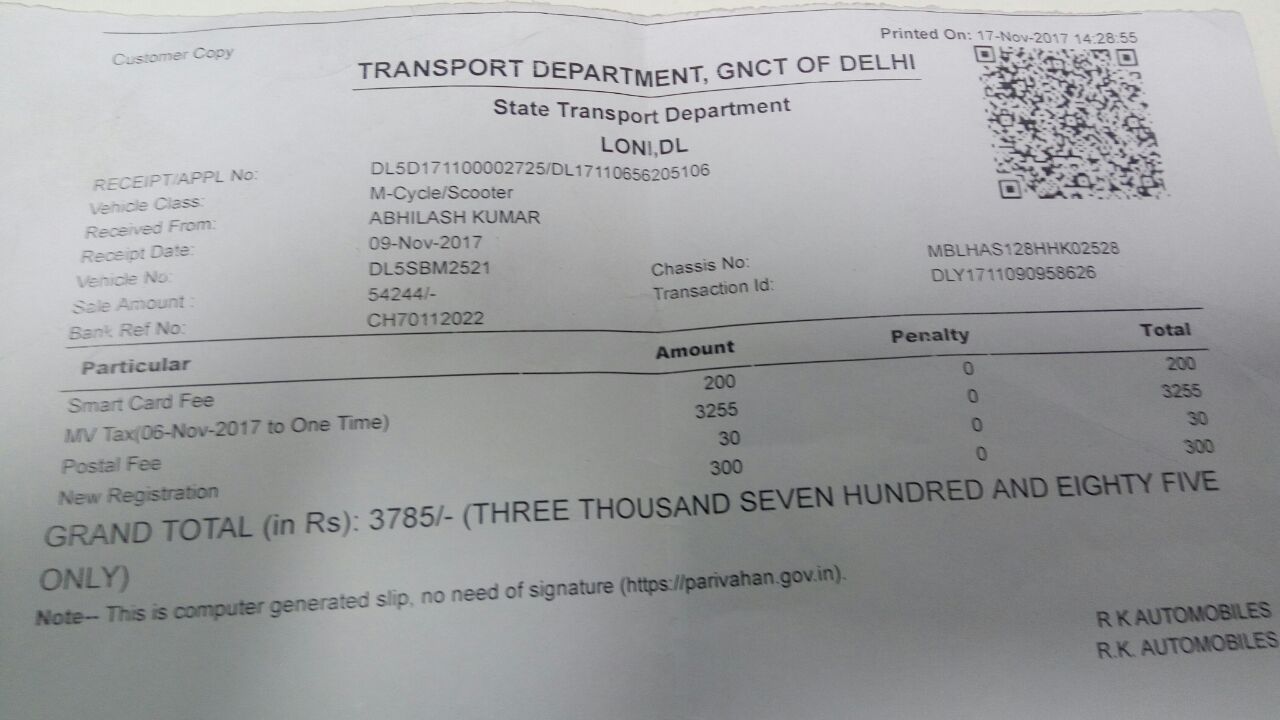 Customer Copy
Printed On: 17-Nov-2017 14:28:55
TRANSPORT DEPARTMENT, GNCT OF DELHI
State Transport Department
LONI,DL
RECEIPT/APPL No: DL5D171100002725/DL17110656205106
Vehicle Class: M-Cycle/Scooter
Received From: ABHILASH KUMAR
Receipt Date: 09-Nov-2017
Vehicle No: DL5SBM2521 Chassis No: MBLHAS128HHK02528
Sale Amount : 54244/- Transaction Id: DLY1711090958626
Bank Ref No: CH70112022
Particular Amount Penalty Total
Smart Card Fee 200 0 200
MV Tax(06-Nov-2017 to One Time) 3255 0 3255
Postal Fee 30 0 30
New Registration 300 0 300
GRAND TOTAL (in Rs): 3785/- (THREE THOUSAND SEVEN HUNDRED AND EIGHTY FIVE
ONLY)
Note-- This is computer generated slip, no need of signature (https://parivahan.gov.in).
R K AUTOMOBILES
R.K. AUTOMOBILES